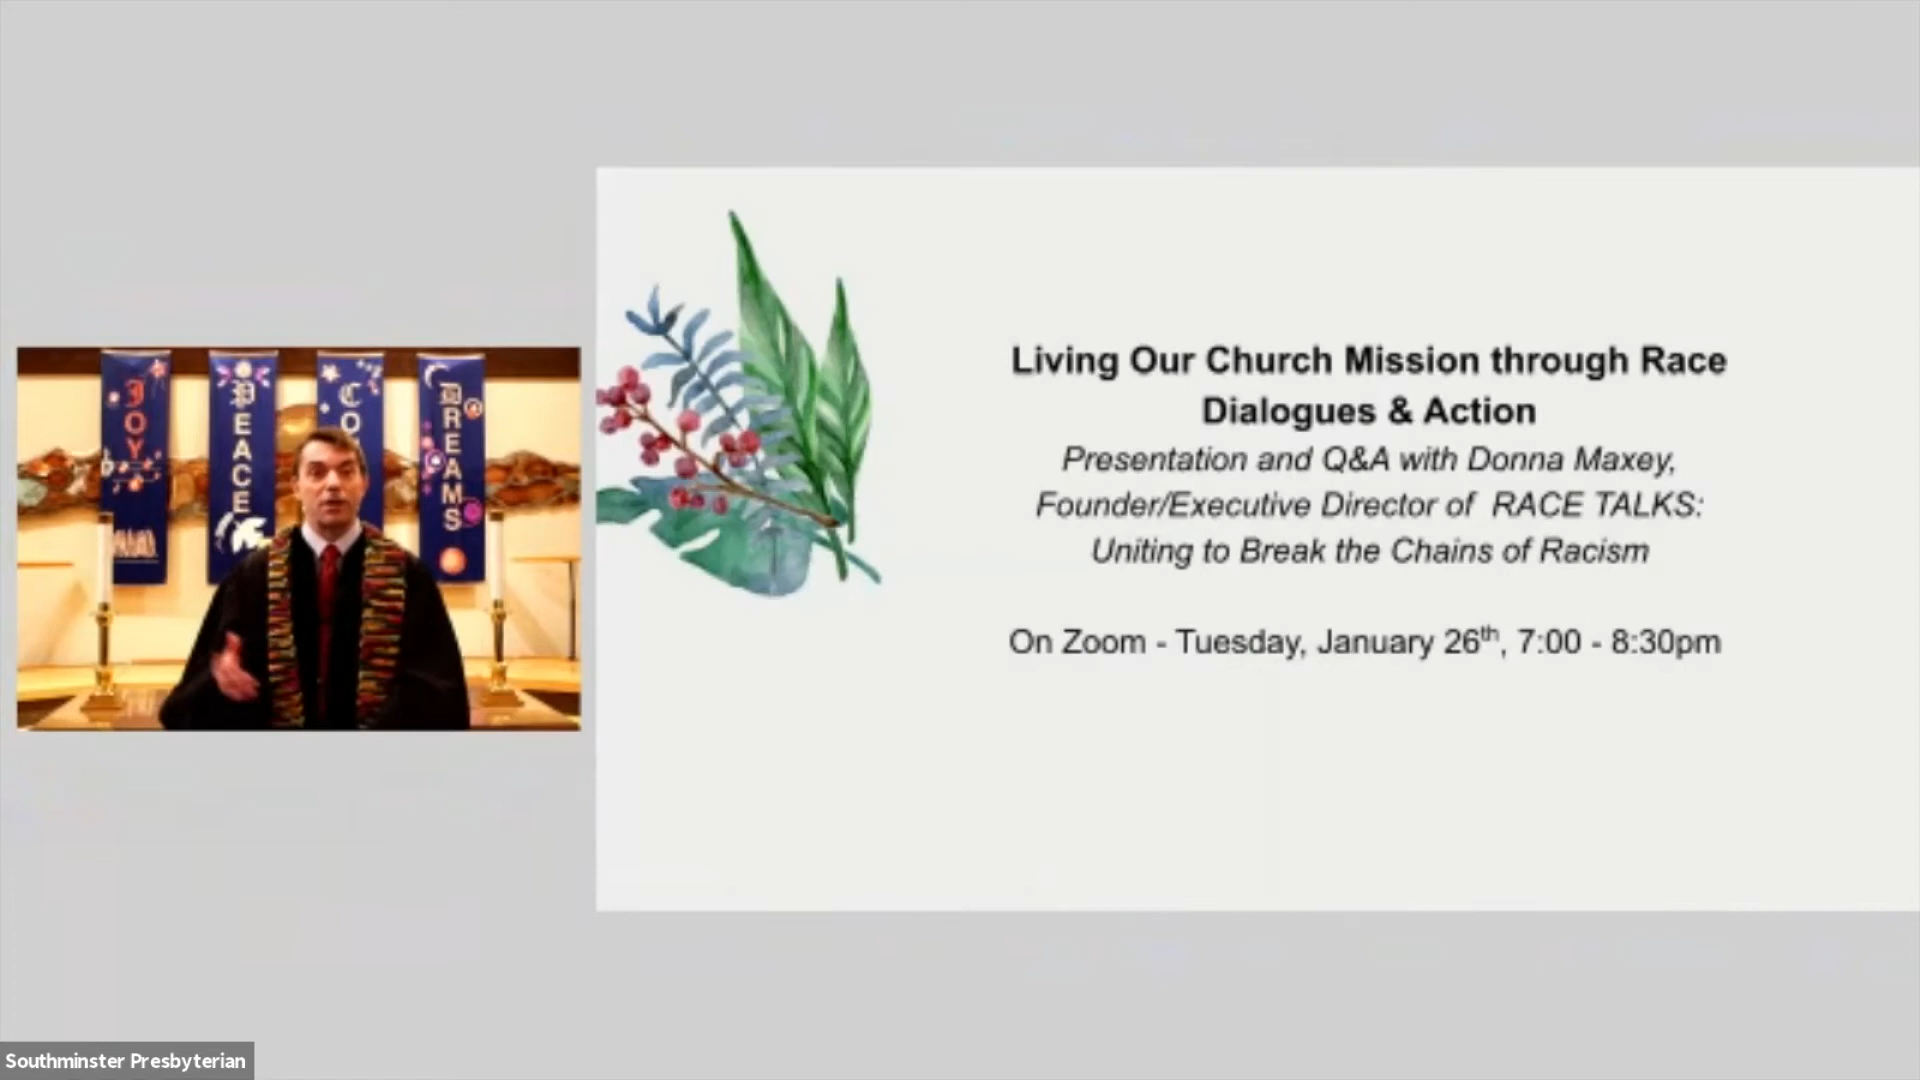 JOY
PEACE
DREAMS
Living Our Church Mission through Race
Dialogues & Action
Presentation and Q&A with Donna Maxey,
Founder/Executive Director of RACE TALKS:
Uniting to Break the Chains of Racism
On Zoom - Tuesday, January 26th, 7:00 - 8:30pm
Southminster Presbyterian